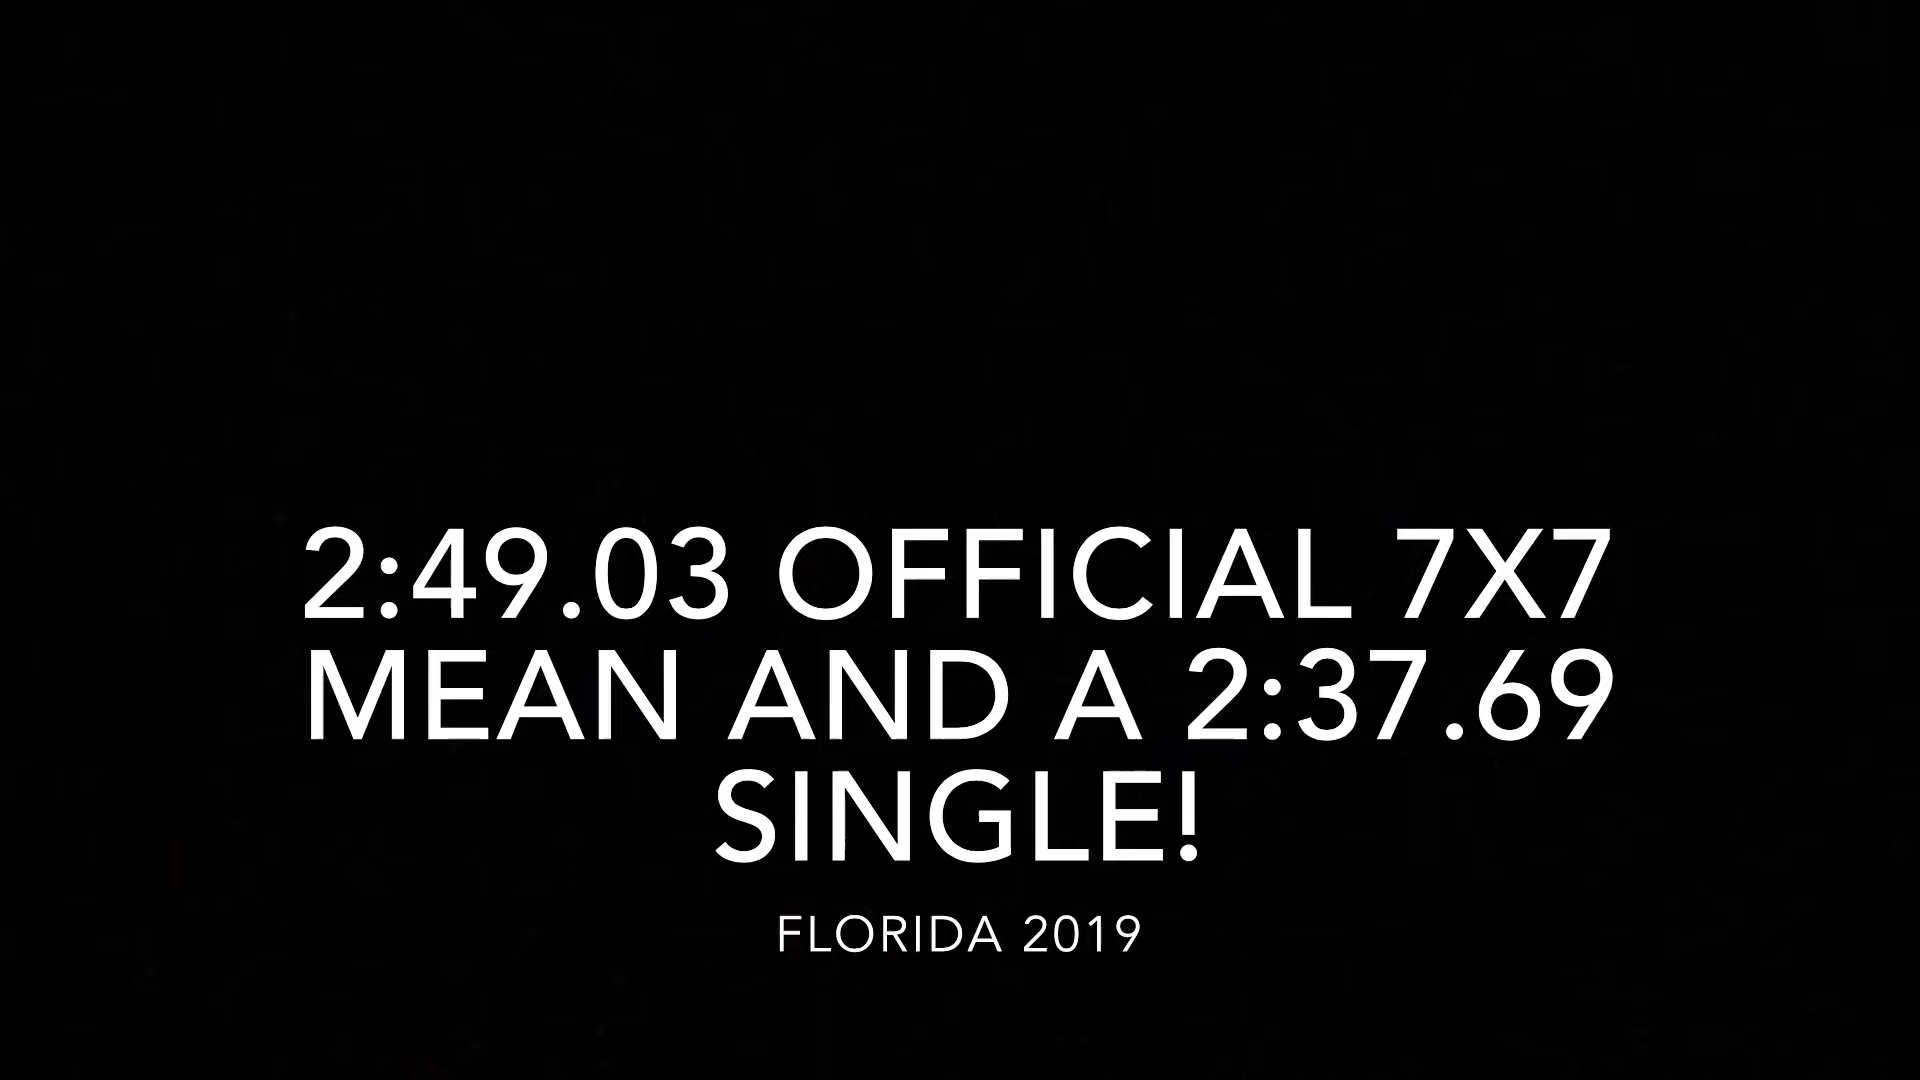 2:49.03 OFFICIAL 7X7
MEAN AND A 2:37.69
SINGLE!
FLORIDA 2019